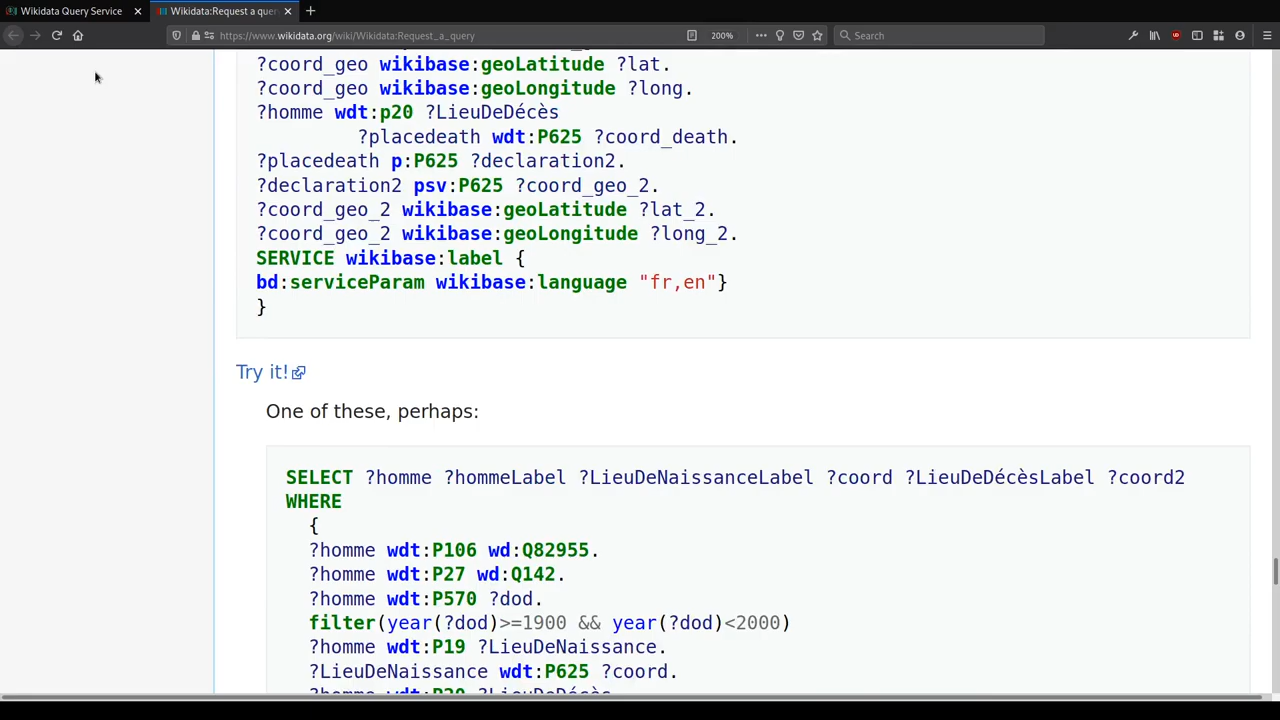 Wikidata Query Service
Wikidata:Request a quer
https://www.wikidata.org/wiki/Wikidata:Request_a_query
200%
Search
?coord_geo wikibase:geoLatitude ?lat.
?coord_geo wikibase:geoLongitude ?long.
?homme wdt:p20 ?LieuDeDécès
?placedeath wdt:P625 ?coord_death.
?placedeath p:P625 ?declaration2.
?declaration2 psv:P625 ?coord_geo_2.
?coord_geo_2 wikibase:geoLatitude ?lat_2.
?coord_geo_2 wikibase:geoLongitude ?long_2.
SERVICE wikibase:label {
bd:serviceParam wikibase:language "fr,en"}
}
Try it!
One of these, perhaps:
SELECT ?homme ?hommeLabel ?LieuDeNaissanceLabel ?coord ?LieuDeDécèsLabel ?coord2
WHERE
{
?homme wdt:P106 wd:Q82955.
?homme wdt:P27 wd:Q142.
?homme wdt:P570 ?dod.
filter(year(?dod)>=1900 && year(?dod)<2000)
?homme wdt:P19 ?LieuDeNaissance.
?LieuDeNaissance wdt:P625 ?coord.
?homme wdt:P20 ?LieuDeDécès